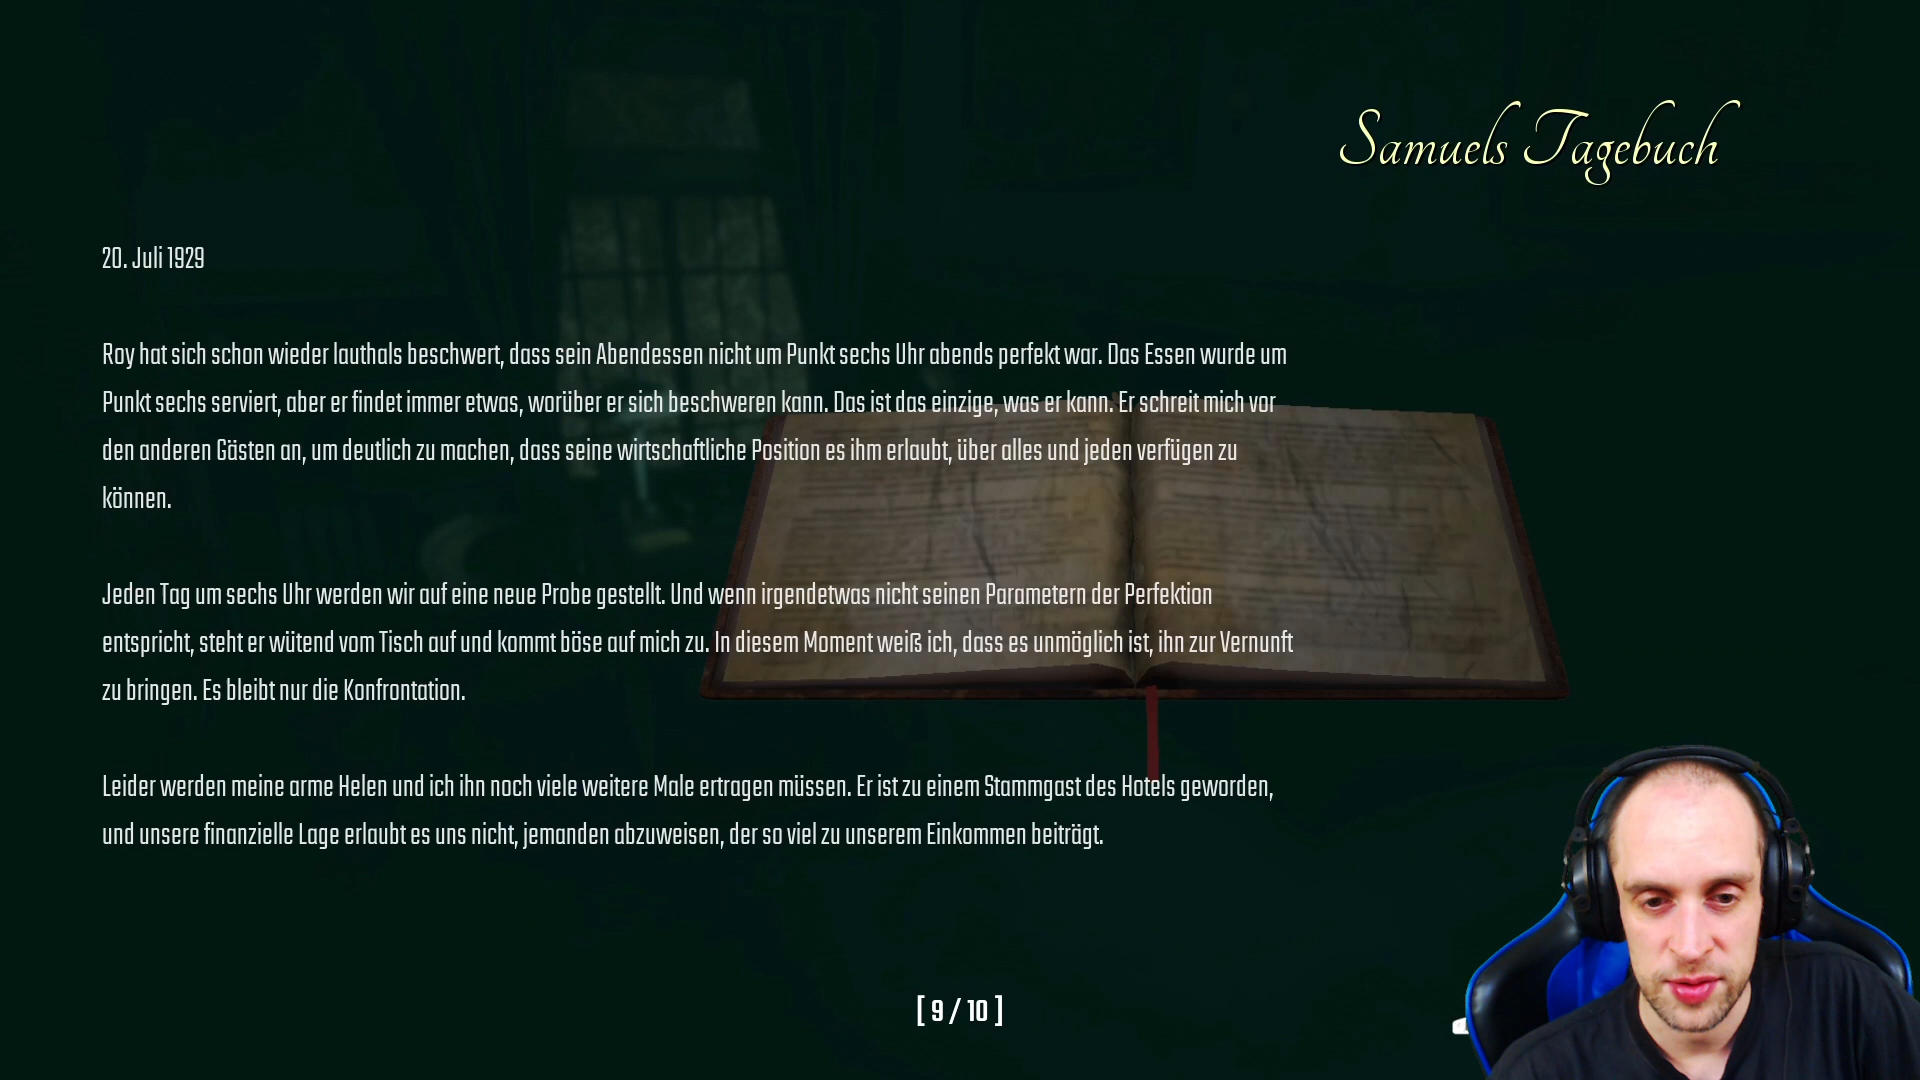 Samuels Tagebuch
20. Juli 1929
Roy hat sich schon wieder lauthals beschwert, dass sein Abendessen nicht um Punkt sechs Uhr abends perfekt war. Das Essen wurde um
Punkt sechs serviert, aber er findet immer etwas, worüber er sich beschweren kann. Das ist das einzige, was er kann. Er schreit mich vor
den anderen Gästen an, um deutlich zu machen, dass seine wirtschaftliche Position es ihm erlaubt, über alles und jeden verfügen zu
können.
Jeden Tag um sechs Uhr werden wir auf eine neue Probe gestellt. Und wenn irgendetwas nicht seinen Parametern der Perfektion
entspricht, steht er wütend vom Tisch auf und kommt böse auf mich zu. In diesem Moment weiß ich, dass es unmöglich ist, ihn zur Vernunft
zu bringen. Es bleibt nur die Konfrontation.
Leider werden meine arme Helen und ich ihn noch viele weitere Male ertragen müssen. Er ist zu einem Stammgast des Hotels geworden,
und unsere finanzielle Lage erlaubt es uns nicht, jemanden abzuweisen, der so viel zu unserem Einkommen beiträgt.
[ 9 / 10 ]